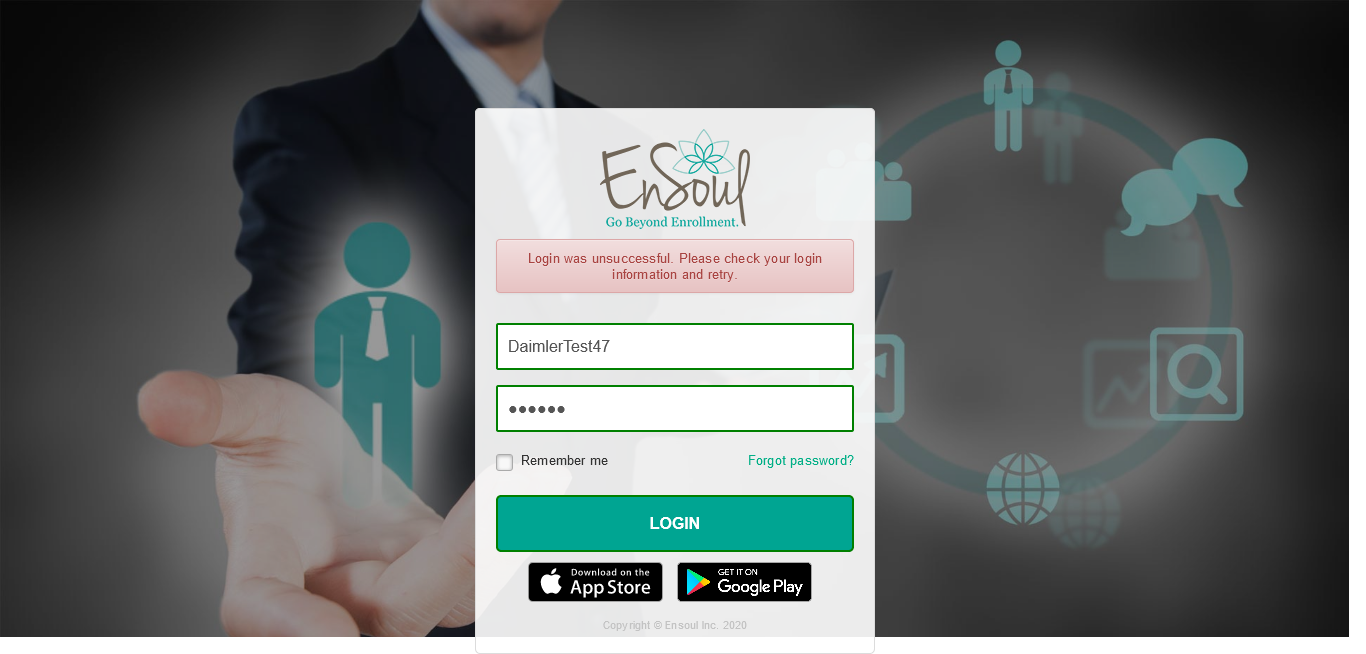 EnSoul
Go Beyond Enrollment.
Login was unsuccessful. Please check your login
information and retry.
DaimlerTest47
●●●●●●
Remember me
Forgot password?
LOGIN
Download on the
App Store
GET IT ON
Google Play
Copyright © Ensoul Inc. 2020